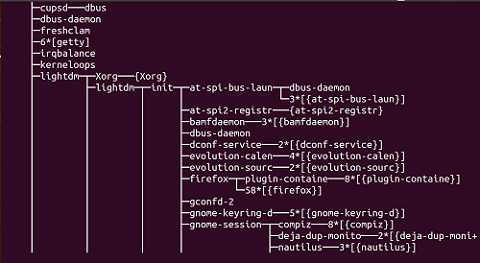 ├─cupsd───dbus
├─dbus-daemon
├─freshclam
├─6*[getty]
├─irqbalance
├─kerneloops
├─lightdm─┬─Xorg───{Xorg}
│ ├─lightdm─┬─init─┬─at-spi-bus-laun─┬─dbus-daemon
│ │ │ │ └─3*[{at-spi-bus-laun}]
│ │ │ ├─at-spi2-registr───{at-spi2-registr}
│ │ │ ├─bamfdaemon───3*[{bamfdaemon}]
│ │ │ ├─dbus-daemon
│ │ │ ├─dconf-service───2*[{dconf-service}]
│ │ │ ├─evolution-calen───4*[{evolution-calen}]
│ │ │ ├─evolution-sourc───2*[{evolution-sourc}]
│ │ │ ├─firefox─┬─plugin-containe───8*[{plugin-containe}]
│ │ │ │ └─58*[{firefox}]
│ │ │ ├─gconfd-2
│ │ │ ├─gnome-keyring-d───5*[{gnome-keyring-d}]
│ │ │ ├─gnome-session─┬─compiz───8*[{compiz}]
│ │ │ │ ├─deja-dup-monito───2*[{deja-dup-moni+
│ │ │ │ ├─nautilus───3*[{nautilus}]